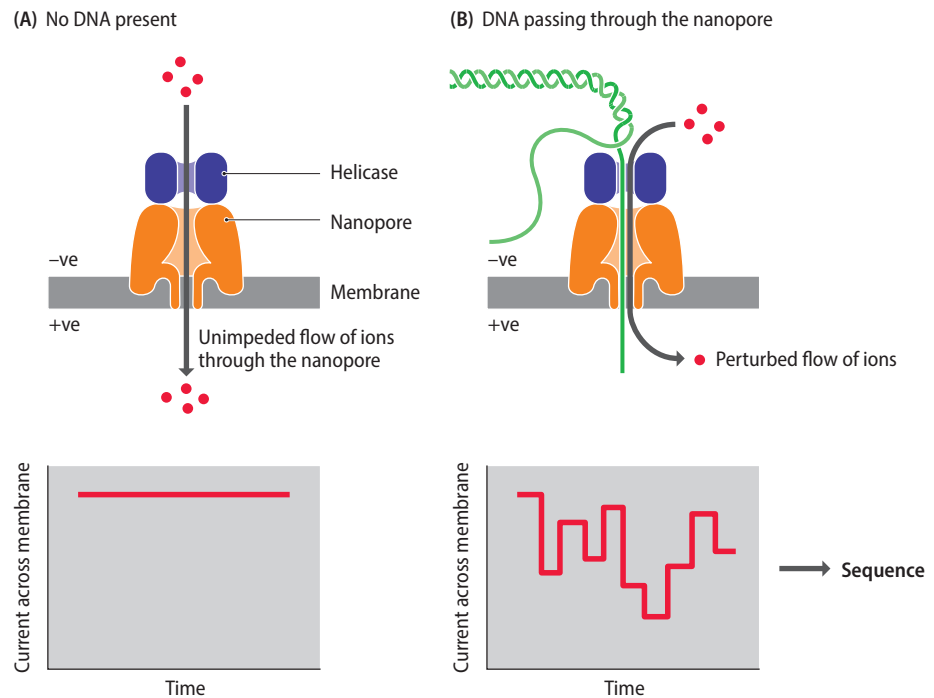 (A) No DNA present
Helicase
Nanopore
–ve
Membrane
+ve
Unimpeded flow of ions
through the nanopore
Current across membrane
Time
(B) DNA passing through the nanopore
–ve
+ve
Perturbed flow of ions
Current across membrane
Time
Sequence